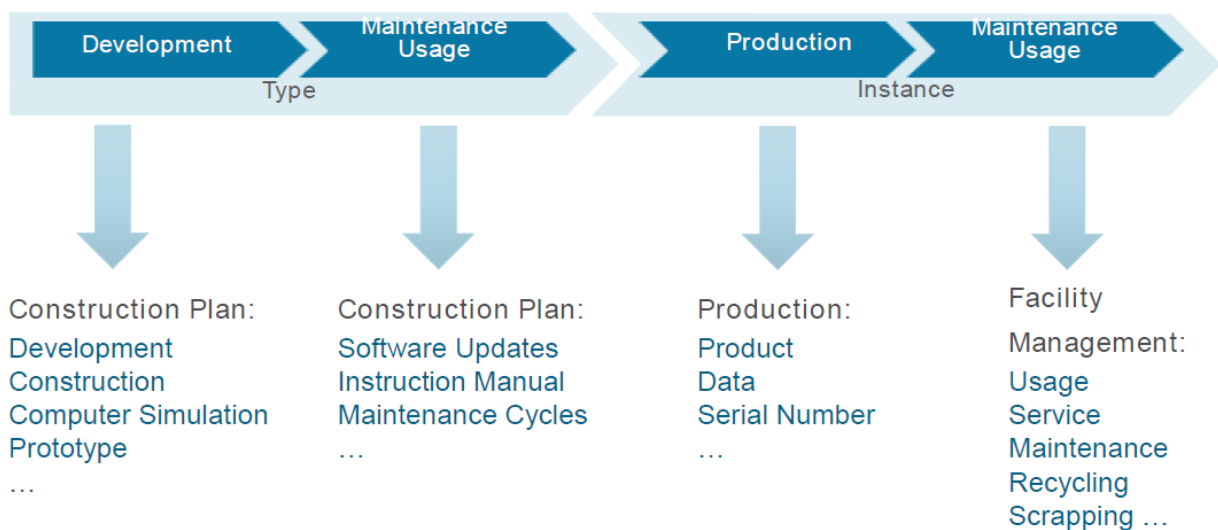 Development
Maintenance
Usage
Type
Production
Maintenance
Usage
Instance
Construction Plan:
Development
Construction
Computer Simulation
Prototype
…
Construction Plan:
Software Updates
Instruction Manual
Maintenance Cycles
…
Production:
Product
Data
Serial Number
…
Facility
Management:
Usage
Service
Maintenance
Recycling
Scrapping …